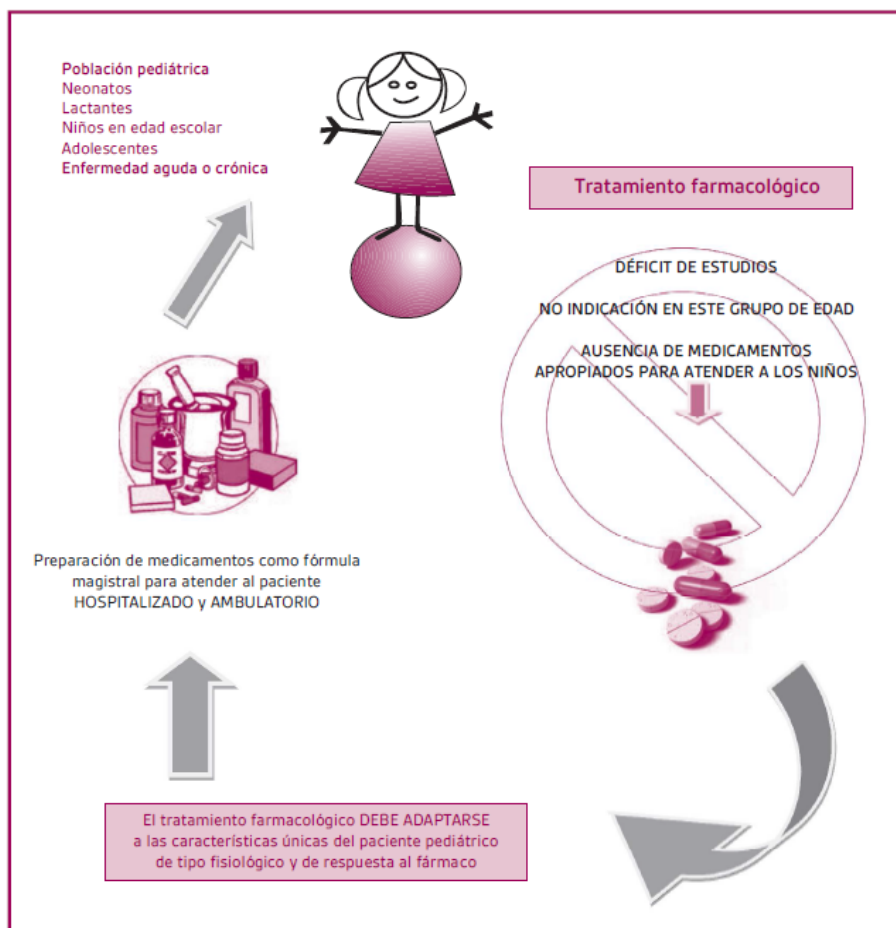 Población pediátrica
Neonatos
Lactantes
Niños en edad escolar
Adolescentes
Enfermedad aguda o crónica
Tratamiento farmacológico
DÉFICIT DE ESTUDIOS
NO INDICACIÓN EN ESTE GRUPO DE EDAD
AUSENCIA DE MEDICAMENTOS
APROPIADOS PARA ATENDER A LOS NIÑOS
Preparación de medicamentos como fórmula
magistral para atender al paciente
HOSPITALIZADO y AMBULATORIO
El tratamiento farmacológico DEBE ADAPTARSE
a las características únicas del paciente pediátrico
de tipo fisiológico y de respuesta al fármaco